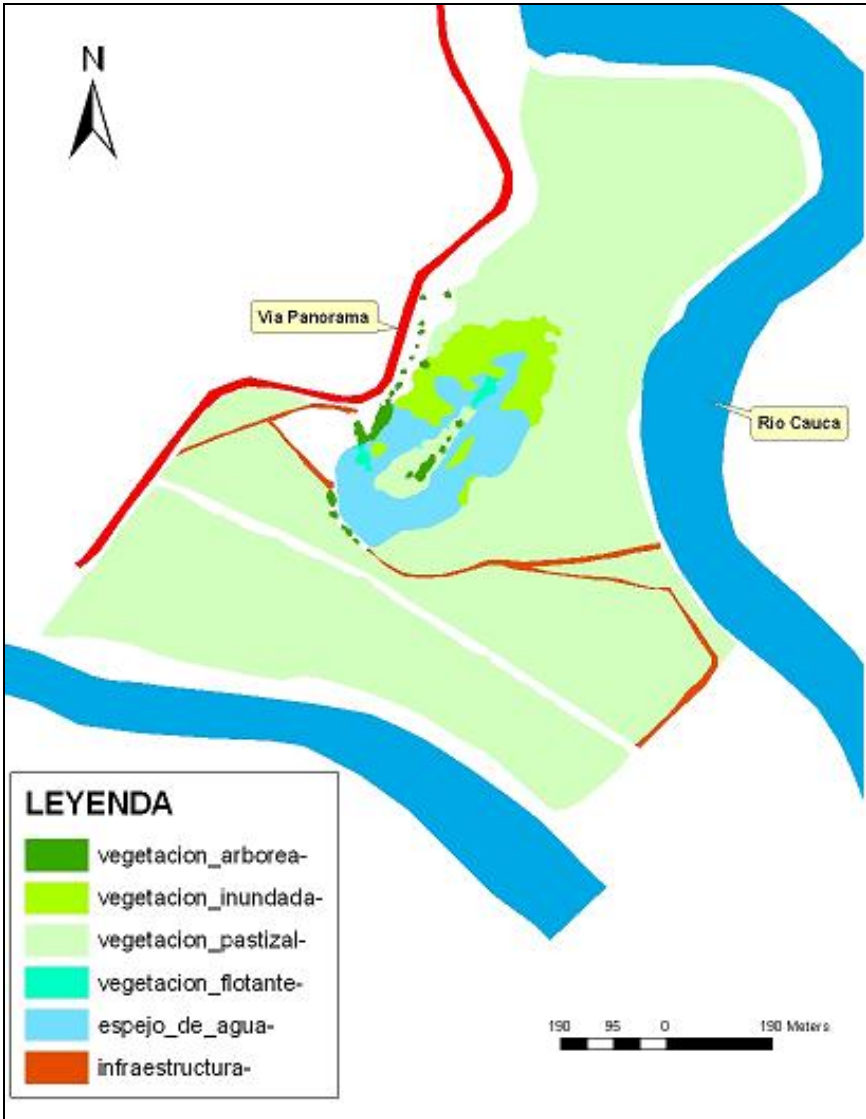 N
Via Panorama
Rio Cauca
LEYENDA
vegetacion_arborea-
vegetacion_inundada-
vegetacion_pastizal-
vegetacion_flotante-
espejo_de_agua-
infraestructura-
190 95 0 190 Meters